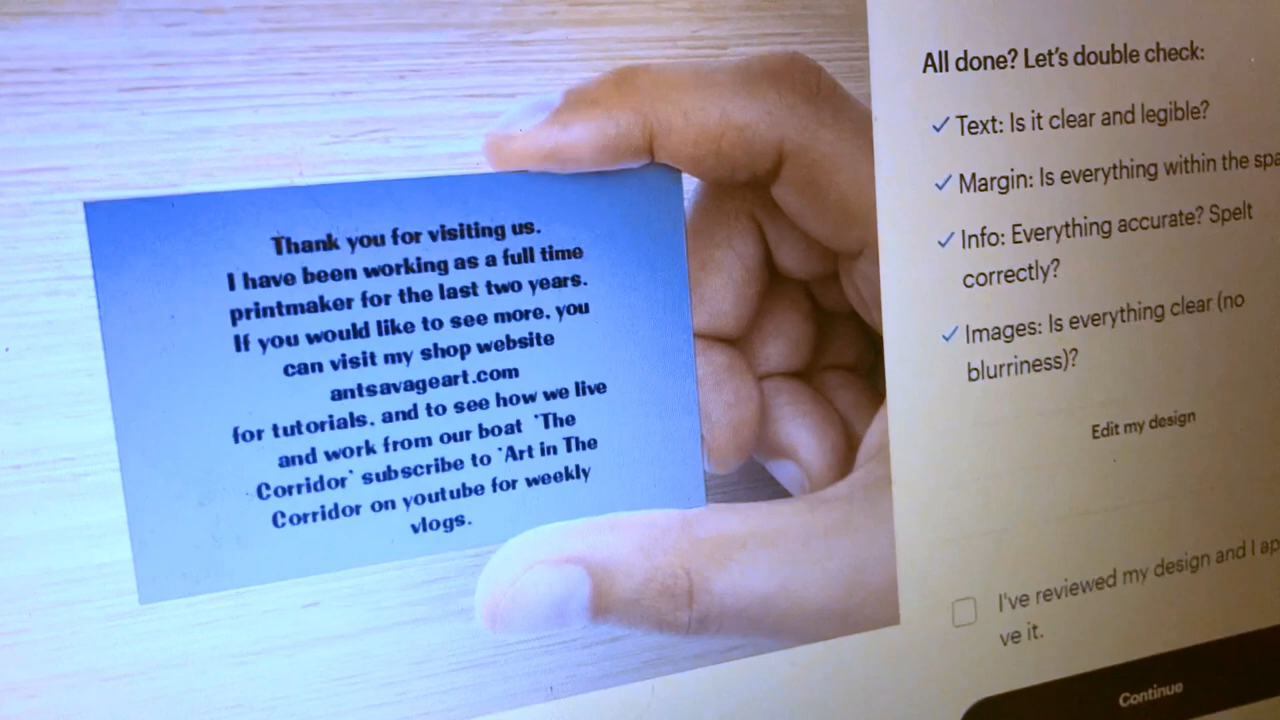 Thank you for visiting us.
I have been working as a full time
printmaker for the last two years.
If you would like to see more, you
can visit my shop website
antsavageart.com
for tutorials, and to see how we live
and work from our boat 'The
Corridor' subscribe to 'Art in The
Corridor on youtube for weekly
vlogs.
All done? Let's double check:
✓ Text: Is it clear and legible?
✓ Margin: Is everything within the
✓ Info: Everything accurate? Spelt
correctly?
✓ Images: Is everything clear (no
blurriness)?
Edit my design
I've reviewed my design and I ap
ve it.
Continue